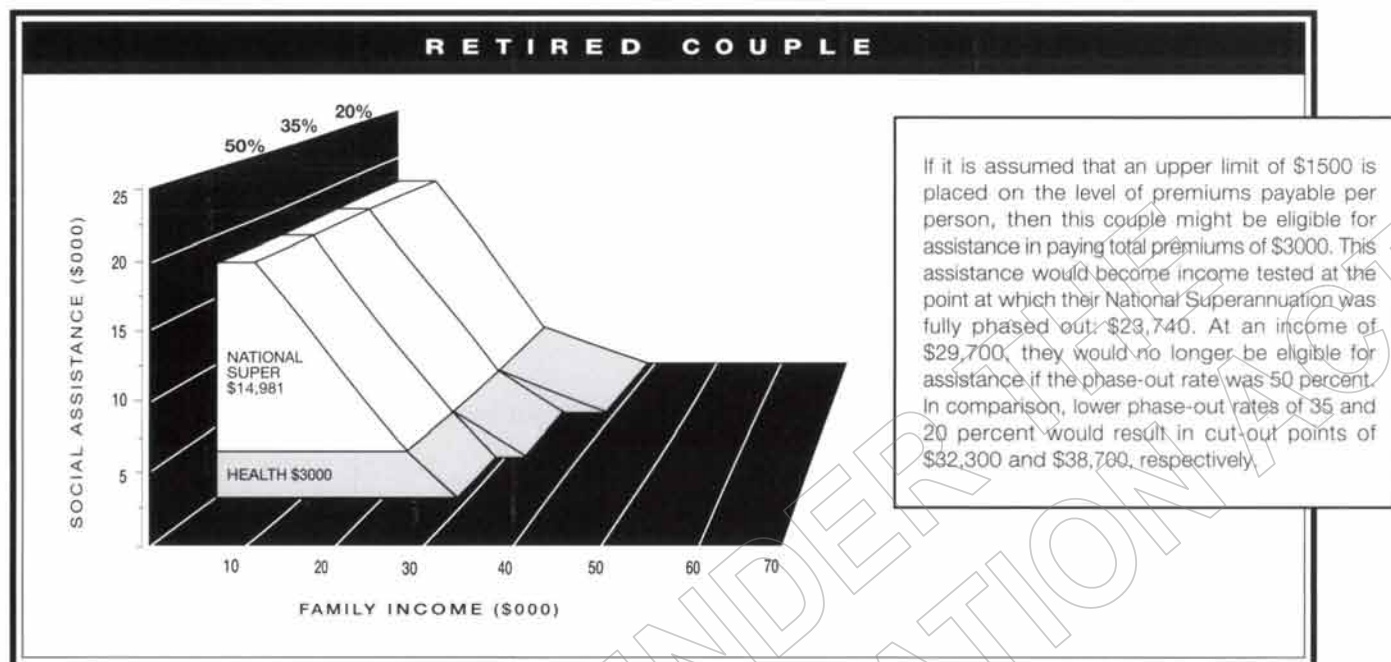 RETIRED COUPLE
50% 35% 20%
SOCIAL ASSISTANCE ($000)
25
20
15
10
5
NATIONAL
SUPER
$14,981
HEALTH $3000
10 20 30 40 50 60 70
FAMILY INCOME ($000)
If it is assumed that an upper limit of $1500 is
placed on the level of premiums payable per
person, then this couple might be eligible for
assistance in paying total premiums of $3000. This
assistance would become income tested at the
point at which their National Superannuation was
fully phased out: $23,740. At an income of
$29,700, they would no longer be eligible for
assistance if the phase-out rate was 50 percent.
In comparison, lower phase-out rates of 35 and
20 percent would result in cut-out points of
$32,300 and $38,700, respectively.
UNDER THE
ATION ACT